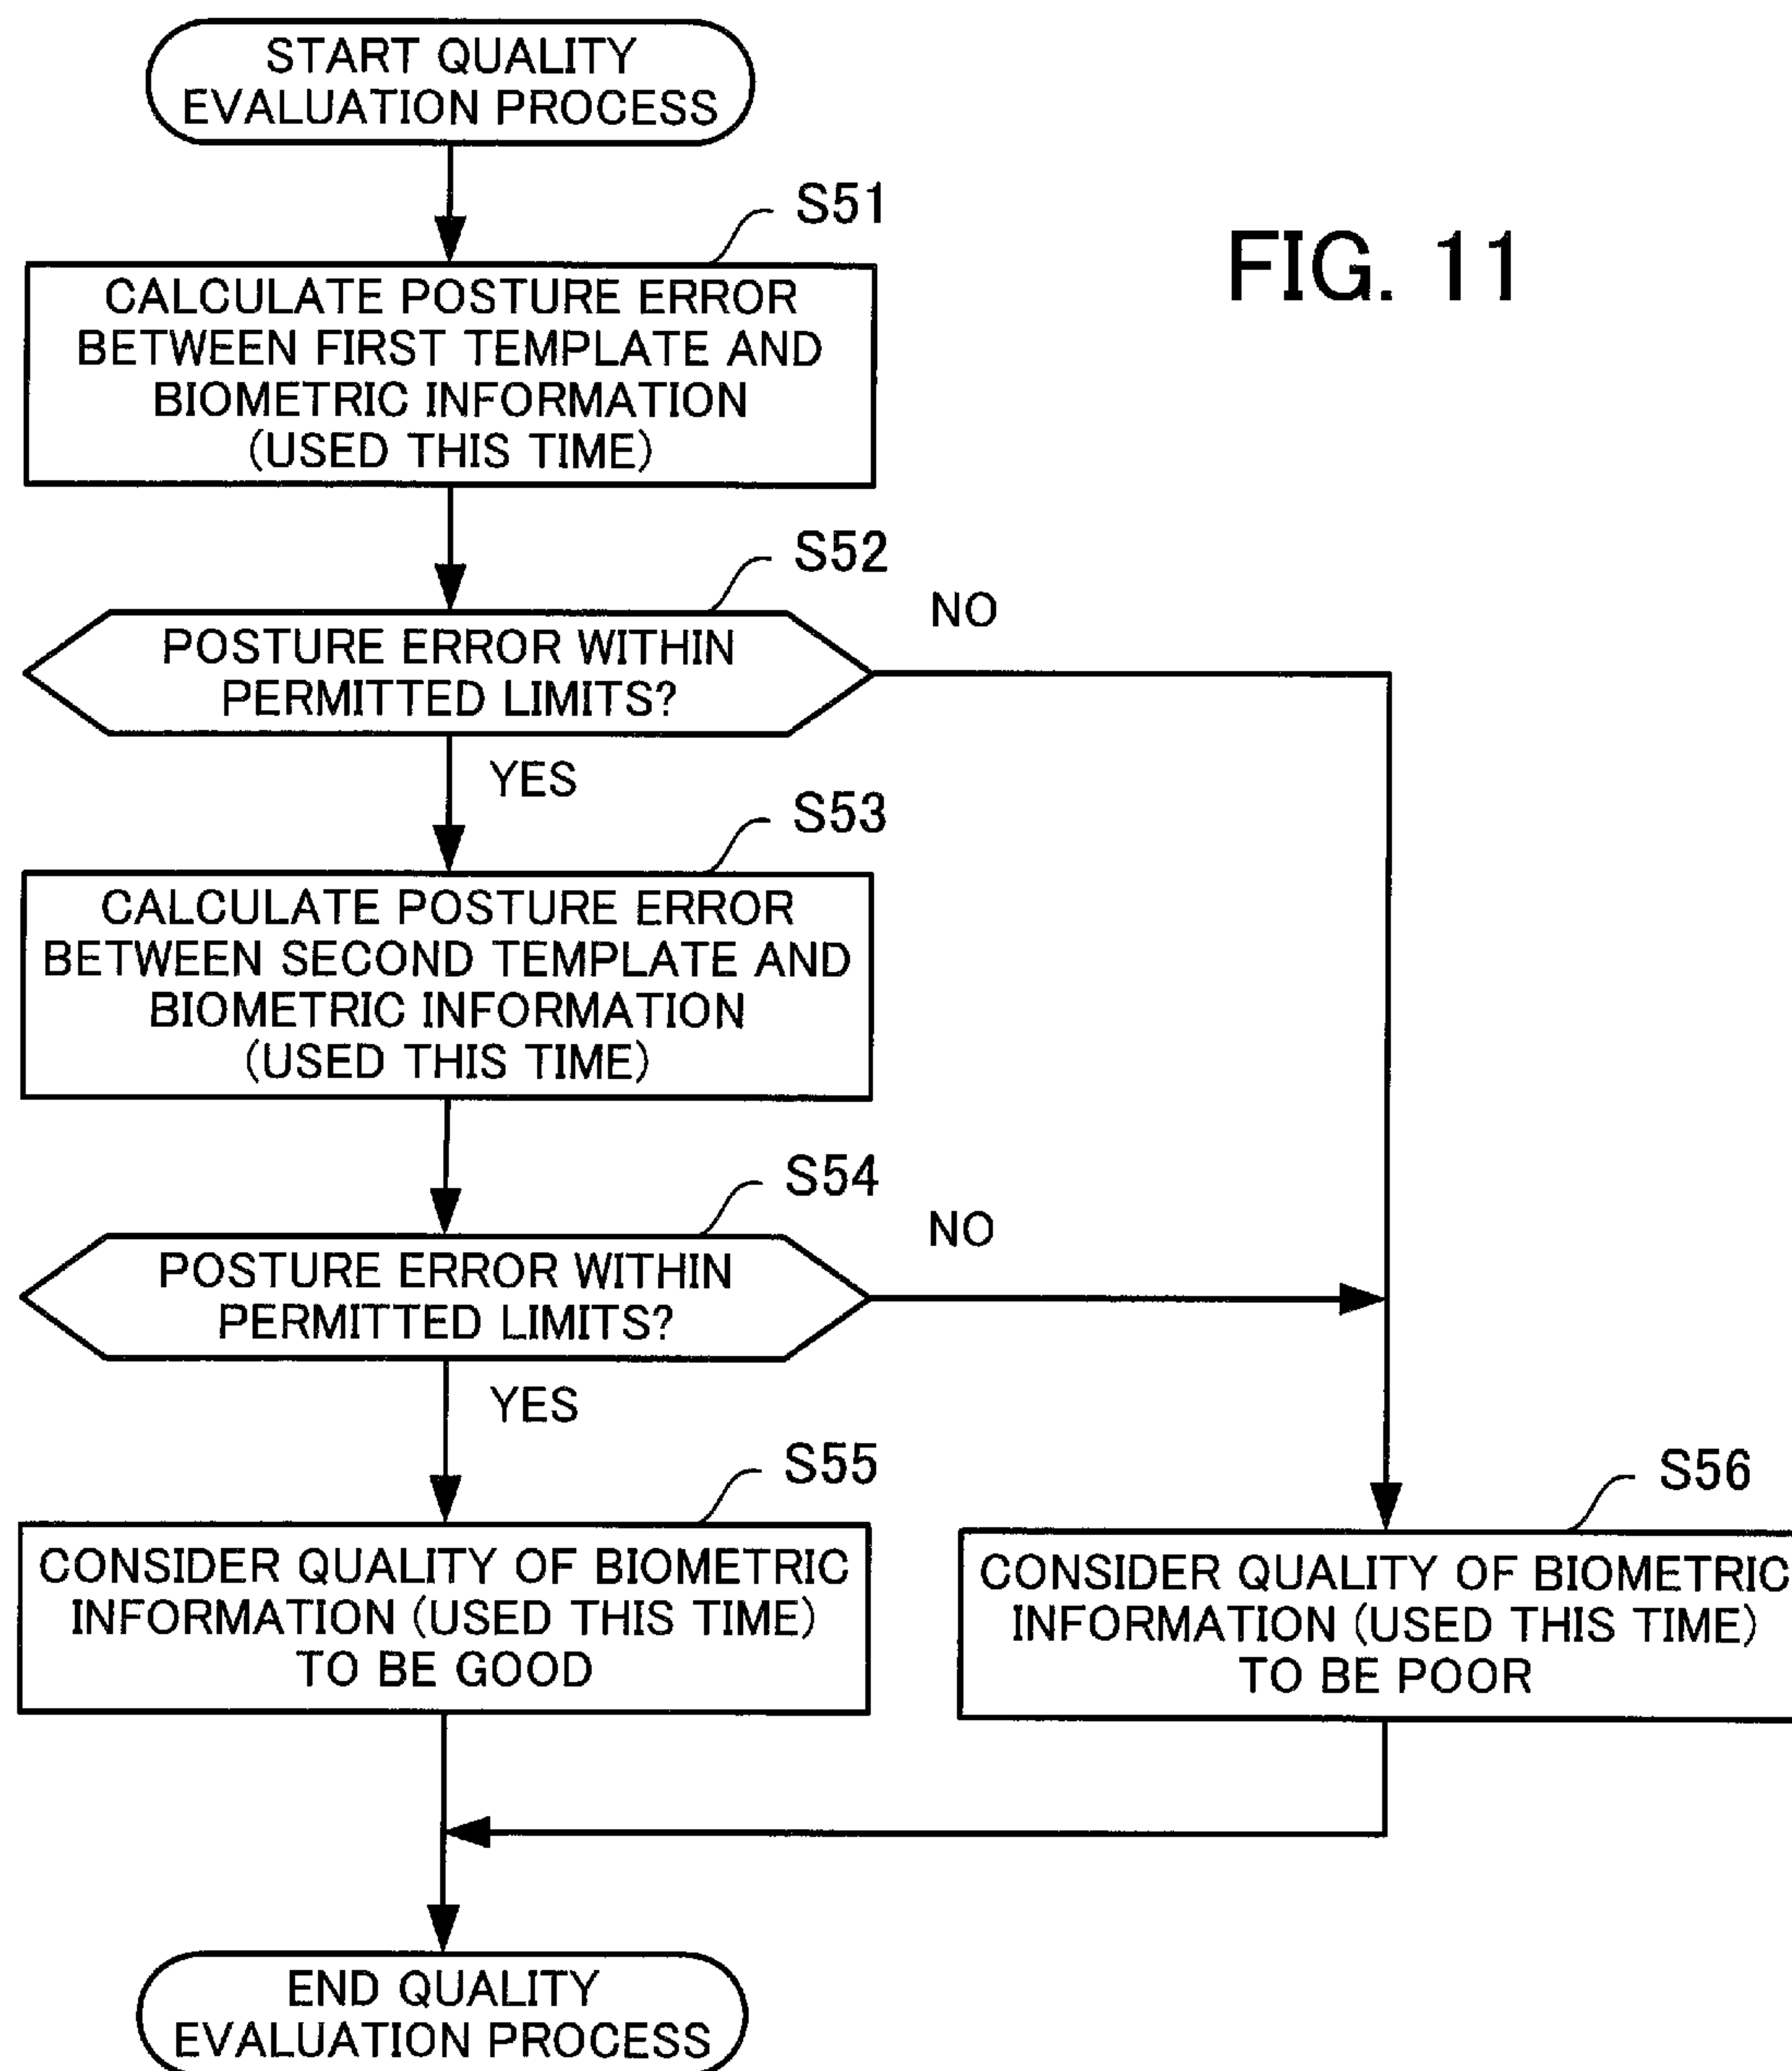 START QUALITY
EVALUATION PROCESS
S51
FIG. 11
CALCULATE POSTURE ERROR
BETWEEN FIRST TEMPLATE AND
BIOMETRIC INFORMATION
(USED THIS TIME)
S52
NO
POSTURE ERROR WITHIN
PERMITTED LIMITS?
YES
S53
CALCULATE POSTURE ERROR
BETWEEN SECOND TEMPLATE AND
BIOMETRIC INFORMATION
(USED THIS TIME)
S54
NO
POSTURE ERROR WITHIN
PERMITTED LIMITS?
YES
S55
CONSIDER QUALITY OF BIOMETRIC
INFORMATION (USED THIS TIME)
TO BE GOOD
S56
CONSIDER QUALITY OF BIOMETRIC
INFORMATION (USED THIS TIME)
TO BE POOR
END QUALITY
EVALUATION PROCESS